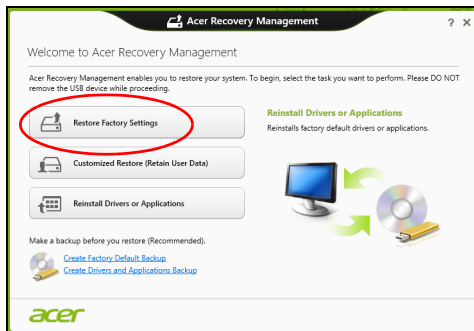 Acer Recovery Management
? X
Welcome to Acer Recovery Management
Acer Recovery Management enables you to restore your system. To begin, select the task you want to perform. Please DO NOT
remove the USB device while proceeding.
Restore Factory Settings
Customized Restore (Retain User Data)
Reinstall Drivers or Applications
Reinstall Drivers or Applications
Reinstalls factory default drivers or applications.
Make a backup before you restore (Recommended).
Create Factory Default Backup
Create Drivers and Applications Backup
acer